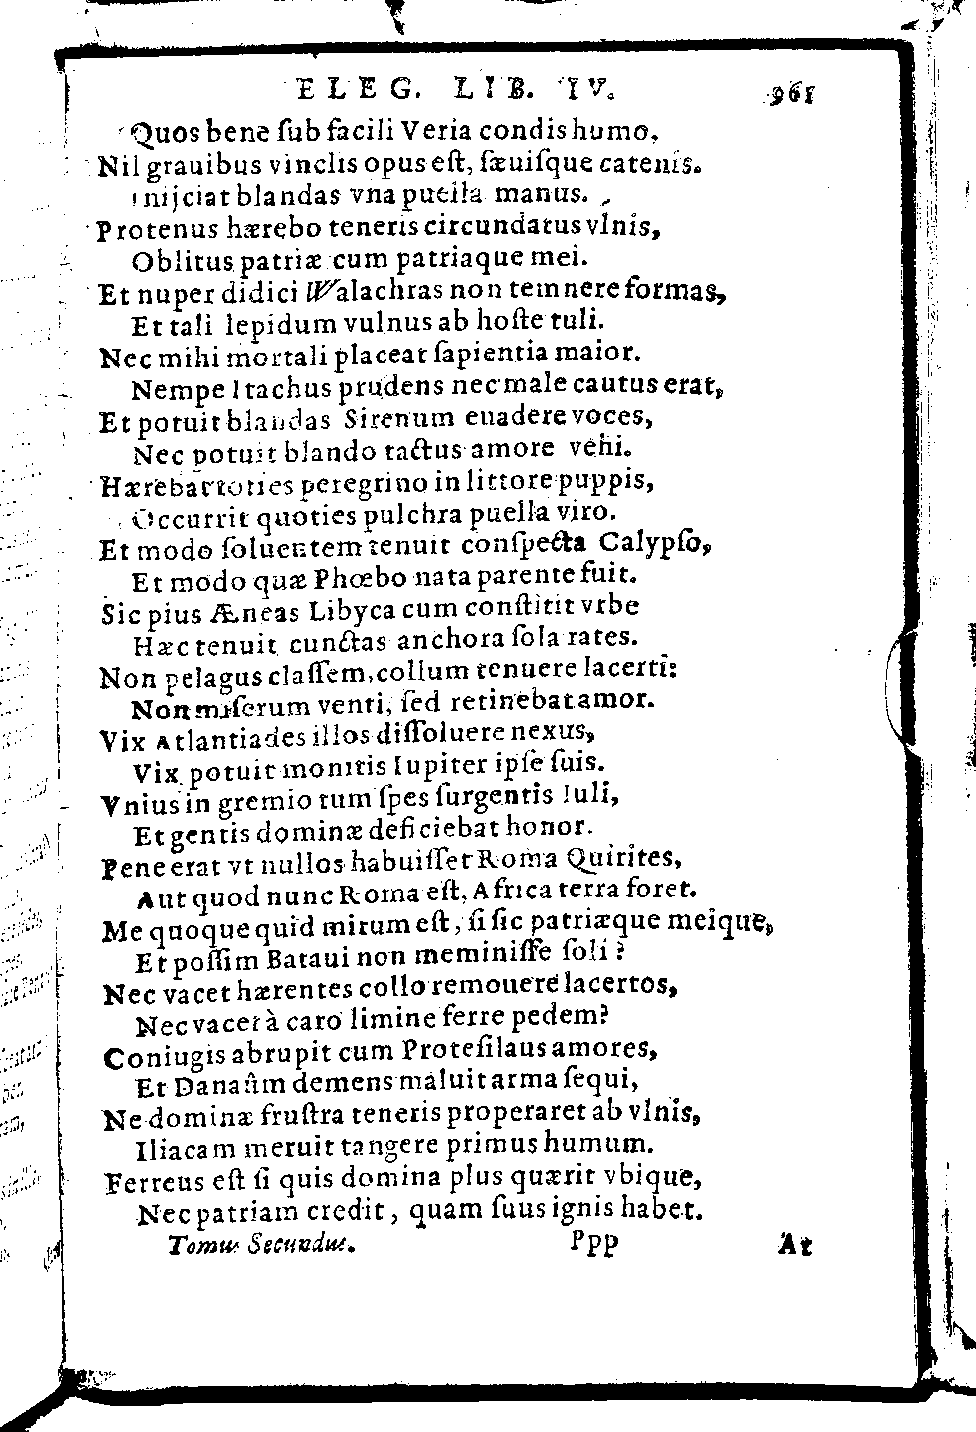 ELEG. LIB. IV. 961
Quos bene ſub facili Veria condis humo.
Nil grauibus vinclis opus eſt, ſæuiſque catenis.
Inijciat blandas vna puella manus.
Protenus hærebo teneris circundatus vlnis,
Oblitus patriæ cum patriaque mei.
Et nuper didici Walachras non temnere formas,
Et tali lepidum vulnus ab hoſte tuli.
Nec mihi mortali placeat ſapientia maior.
Nempe Itachus prudens nec male cautus erat,
Et potuit blandas Sirenum euadere voces,
Nec potuit blando tactus amore vehi.
Hærebat toties peregrino in littore puppis,
Occurrit quoties pulchra puella viro.
Et modo ſoluentem tenuit conſpecta Calypſo,
Et modo quæ Phœbo nata parente fuit.
Sic pius Æneas Libyca cum conſtitit vrbe
Hæc tenuit cunctas anchora ſola rates.
Non pelagus claſſem, collum tenuere lacerti:
Non miſerum venti, ſed retinebat amor.
Vix Atlantiades illos diſſoluere nexus,
Vix potuit monitis Iupiter ipſe ſuis.
Vnius in gremio tum ſpes ſurgentis Iuli,
Et gentis dominæ deficiebat honor.
Pene erat vt nullos habuiſſet Roma Quirites,
Aut quod nunc Roma eſt, Africa terra foret.
Me quoque quid mirum eſt, ſi ſic patriæque meique,
Et poſſim Bataui non meminiſſe ſoli?
Nec vacet hærentes collo remouere lacertos,
Nec vacet à caro limine ferre pedem?
Coniugis abrupit cum Proteſilaus amores,
Et Danaûm demens maluit arma ſequi,
Ne dominæ fruſtra teneris properaret ab vlnis,
Iliacam meruit tangere primus humum.
Ferreus eſt ſi quis domina plus quærit vbique,
Nec patriam credit, quam ſuus ignis habet.
Tomus Secundus. Ppp At